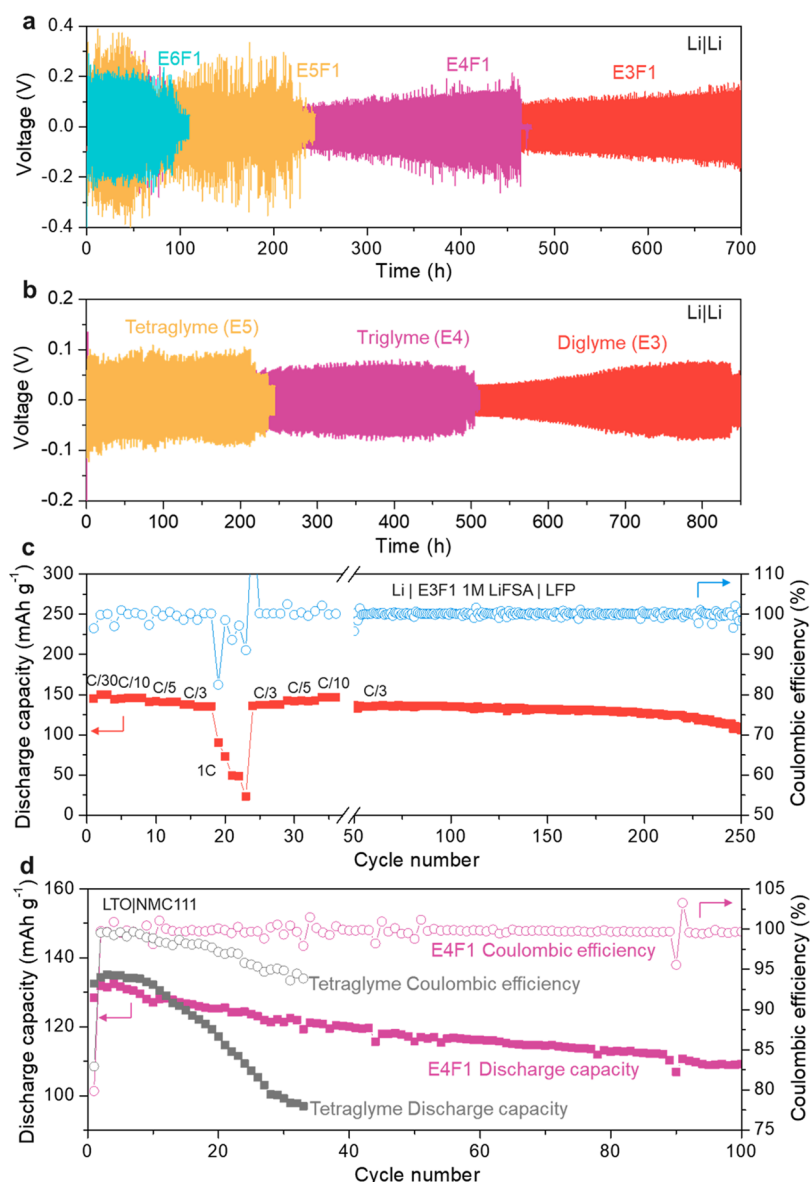 a
0.4
0.2
0.0
-0.2
-0.4
Voltage (V)
E6F1
E5F1
E4F1
E3F1
Li|Li
0 100 200 300 400 500 600 700
Time (h)
b
0.2
0.1
0.0
-0.1
-0.2
Voltage (V)
Tetraglyme (E5)
Triglyme (E4)
Diglyme (E3)
Li|Li
0 100 200 300 400 500 600 700 800
Time (h)
c
300
250
200
150
100
50
0
Discharge capacity (mAh g⁻¹)
Li | E3F1 1M LiFSA | LFP
C/30
C/10
C/5
C/3
1C
C/3
C/5
C/10
C/3
110
100
90
80
70
60
50
Coulombic efficiency (%)
0 10 20 30 50 100 150 200 250
Cycle number
d
160
140
120
100
Discharge capacity (mAh g⁻¹)
LTO|NMC111
E4F1 Coulombic efficiency
Tetraglyme Coulombic efficiency
E4F1 Discharge capacity
Tetraglyme Discharge capacity
105
100
95
90
85
80
75
Coulombic efficiency (%)
0 20 40 60 80 100
Cycle number